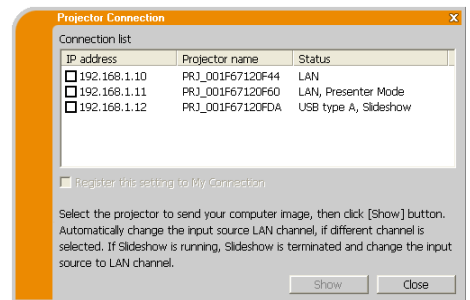 Projector Connection X
Connection list
IP address Projector name Status
192.168.1.10 PRJ_001F67120F44 LAN
192.168.1.11 PRJ_001F67120F60 LAN, Presenter Mode
192.168.1.12 PRJ_001F67120FDA USB type A, Slideshow
Register this setting to My Connection
Select the projector to send your computer image, then click [Show] button.
Automatically change the input source LAN channel, if different channel is
selected. If Slideshow is running, Slideshow is terminated and change the input
source to LAN channel.
Show Close